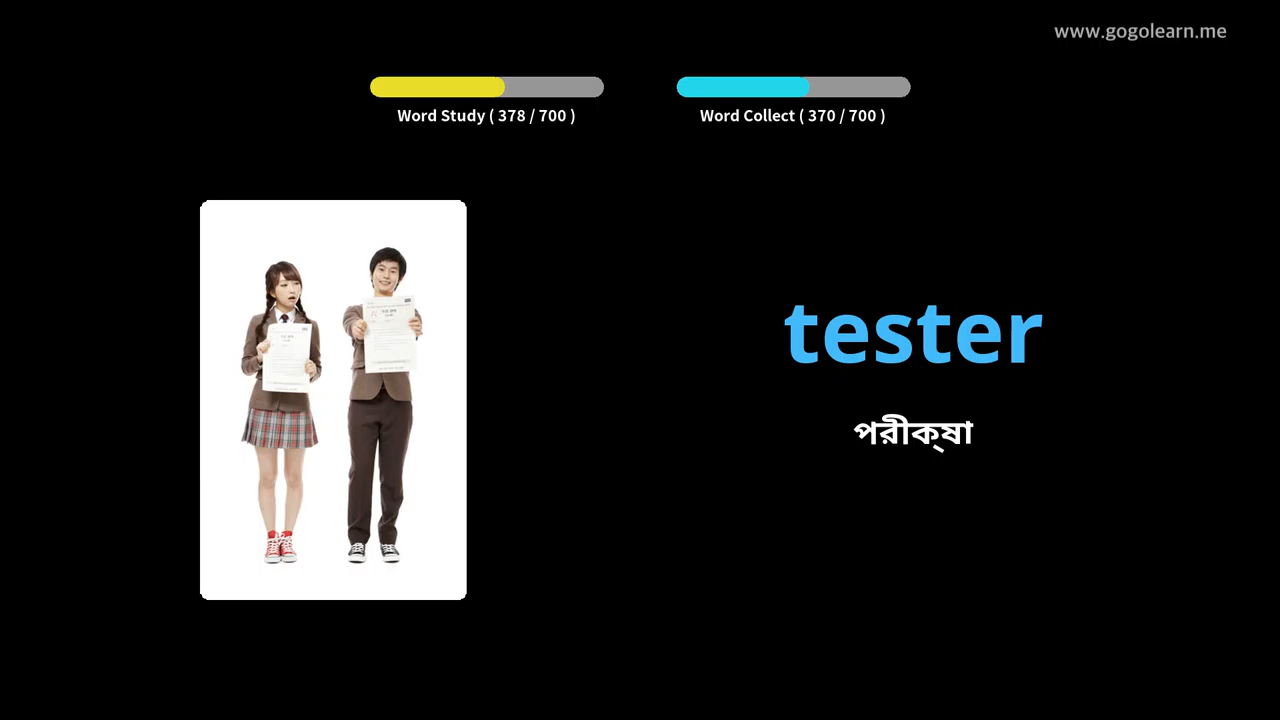 www.gogolearn.me
Word Study ( 378 / 700 )
Word Collect ( 370 / 700 )
tester
পরীক্ষা